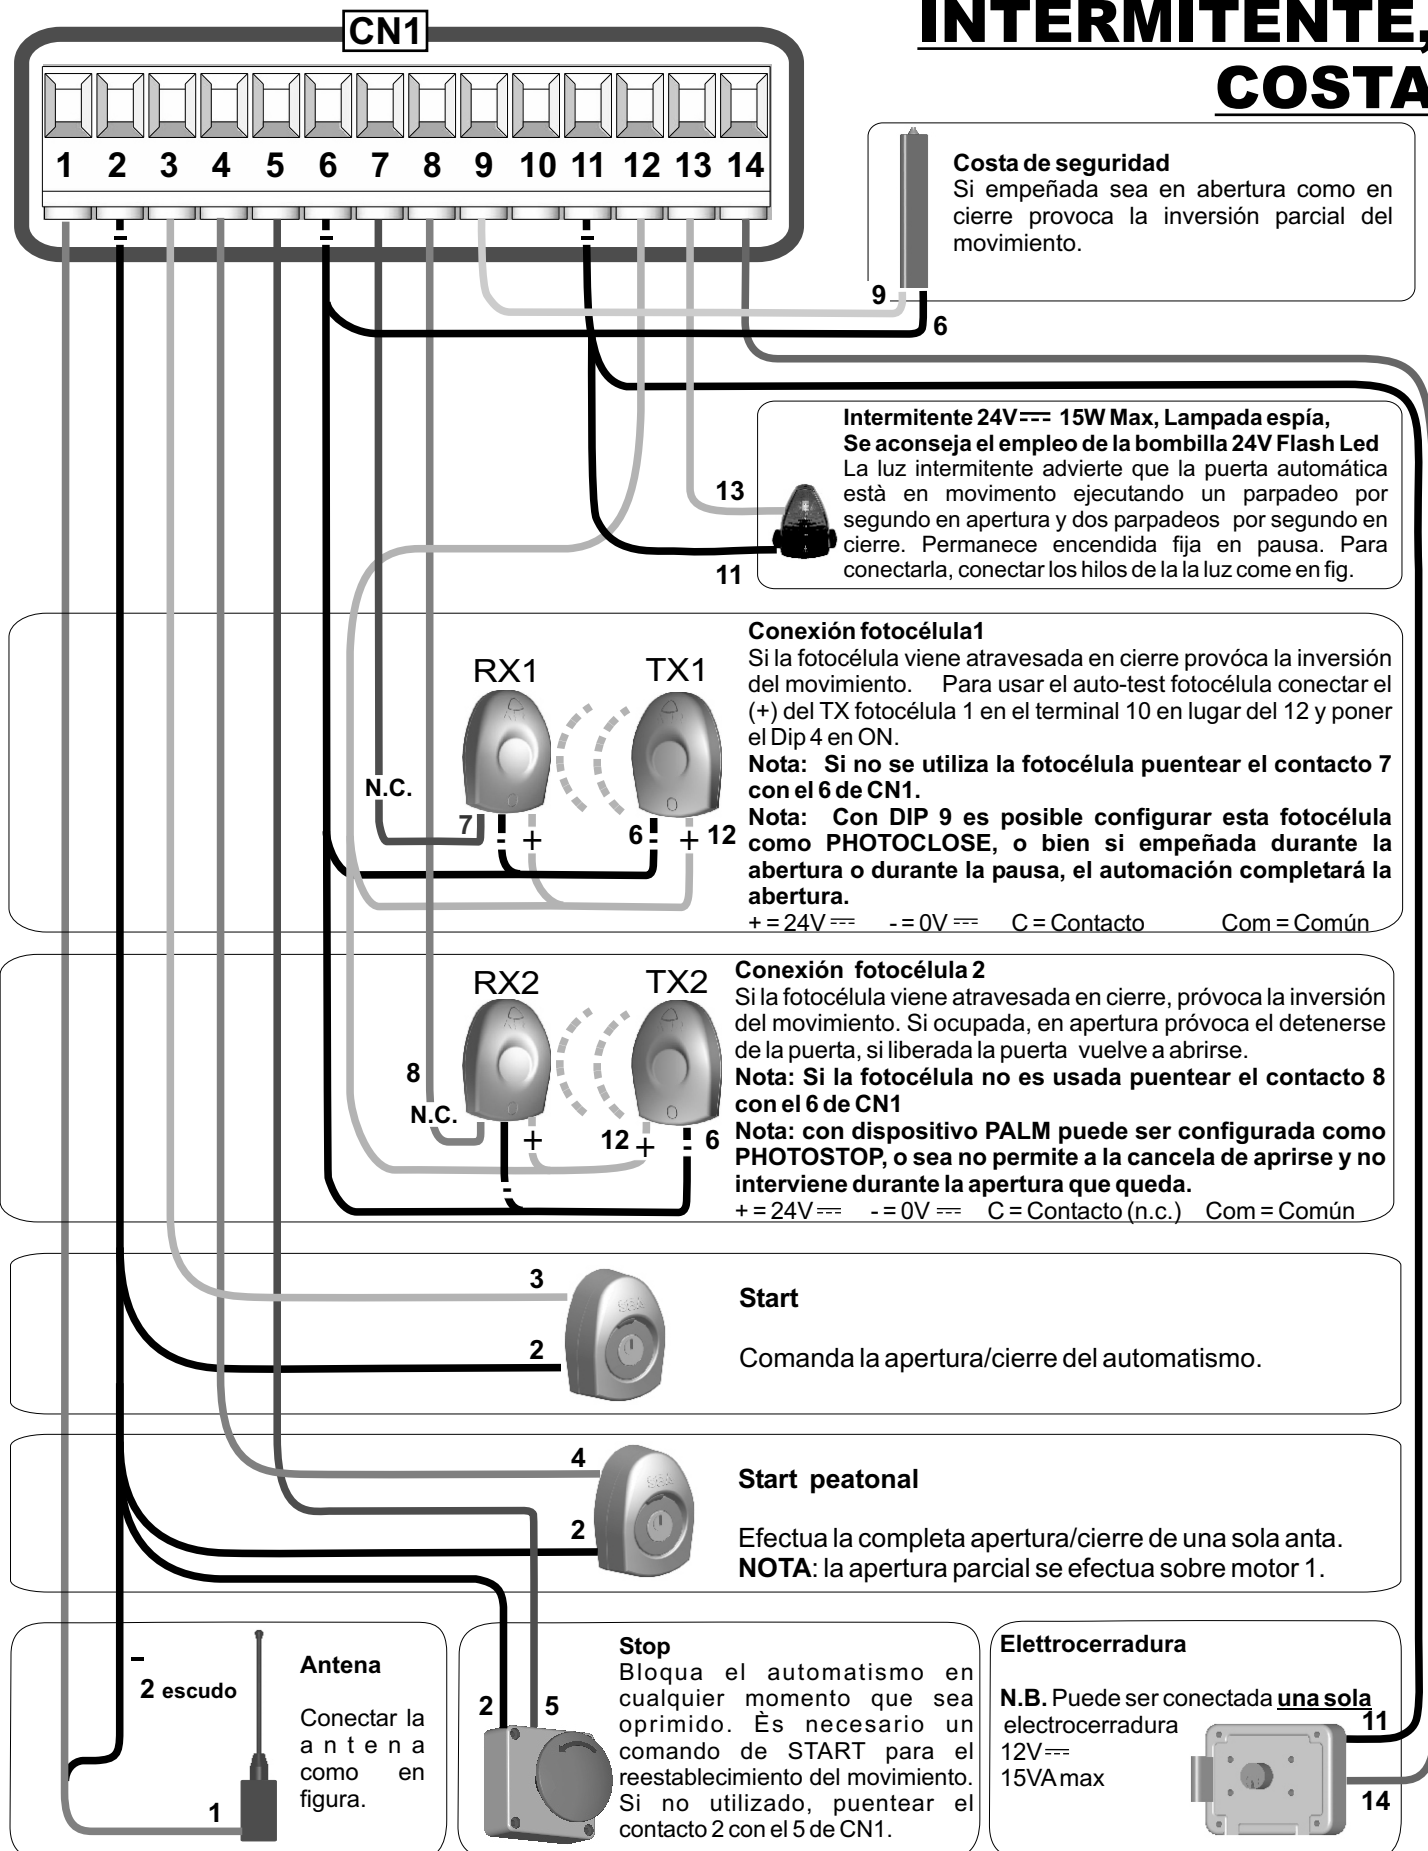 INTERMITENTE,
COSTA
CN1
1 2 3 4 5 6 7 8 9 10 11 12 13 14
Costa de seguridad
Si empeñada sea en abertura como en
cierre provoca la inversión parcial del
movimiento.
9
6
Intermitente 24V 15W Max, Lampada espía,
Se aconseja el empleo de la bombilla 24V Flash Led
La luz intermitente advierte que la puerta automática
està en movimento ejecutando un parpadeo por
segundo en apertura y dos parpadeos por segundo en
cierre. Permanece encendida fija en pausa. Para
conectarla, conectar los hilos de la la luz come en fig.
13
11
Conexión fotocélula1
Si la fotocélula viene atravesada en cierre provóca la inversión
del movimiento. Para usar el auto-test fotocélula conectar el
(+) del TX fotocélula 1 en el terminal 10 en lugar del 12 y poner
el Dip 4 en ON.
Nota: Si no se utiliza la fotocélula puentear el contacto 7
con el 6 de CN1.
Nota: Con DIP 9 es posible configurar esta fotocélula
como PHOTOCLOSE, o bien si empeñada durante la
abertura o durante la pausa, el automación completará la
abertura.
+ = 24V - = 0V C = Contacto Com = Común
RX1 TX1
N.C.
7 - + 6 - + 12
Conexión fotocélula 2
Si la fotocélula viene atravesada en cierre, próvoca la inversión
del movimiento. Si ocupada, en apertura próvoca el detenerse
de la puerta, si liberada la puerta vuelve a abrirse.
Nota: Si la fotocélula no es usada puentear el contacto 8
con el 6 de CN1
Nota: con dispositivo PALM puede ser configurada como
PHOTOSTOP, o sea no permite a la cancela de aprirse y no
interviene durante la apertura que queda.
+ = 24V - = 0V C = Contacto (n.c.) Com = Común
RX2 TX2
8
N.C.
+ 12 + - 6
-
3
2
Start
Comanda la apertura/cierre del automatismo.
4
2
Start peatonal
Efectua la completa apertura/cierre de una sola anta.
NOTA: la apertura parcial se efectua sobre motor 1.
-
2 escudo
1
Antena
Conectar la
antena
como en
figura.
2 5
Stop
Bloqua el automatismo en
cualquier momento que sea
oprimido. Ès necesario un
comando de START para el
reestablecimiento del movimiento.
Si no utilizado, puentear el
contacto 2 con el 5 de CN1.
Elettrocerradura
N.B. Puede ser conectada una sola
electrocerradura
12V
15VA max
11
14